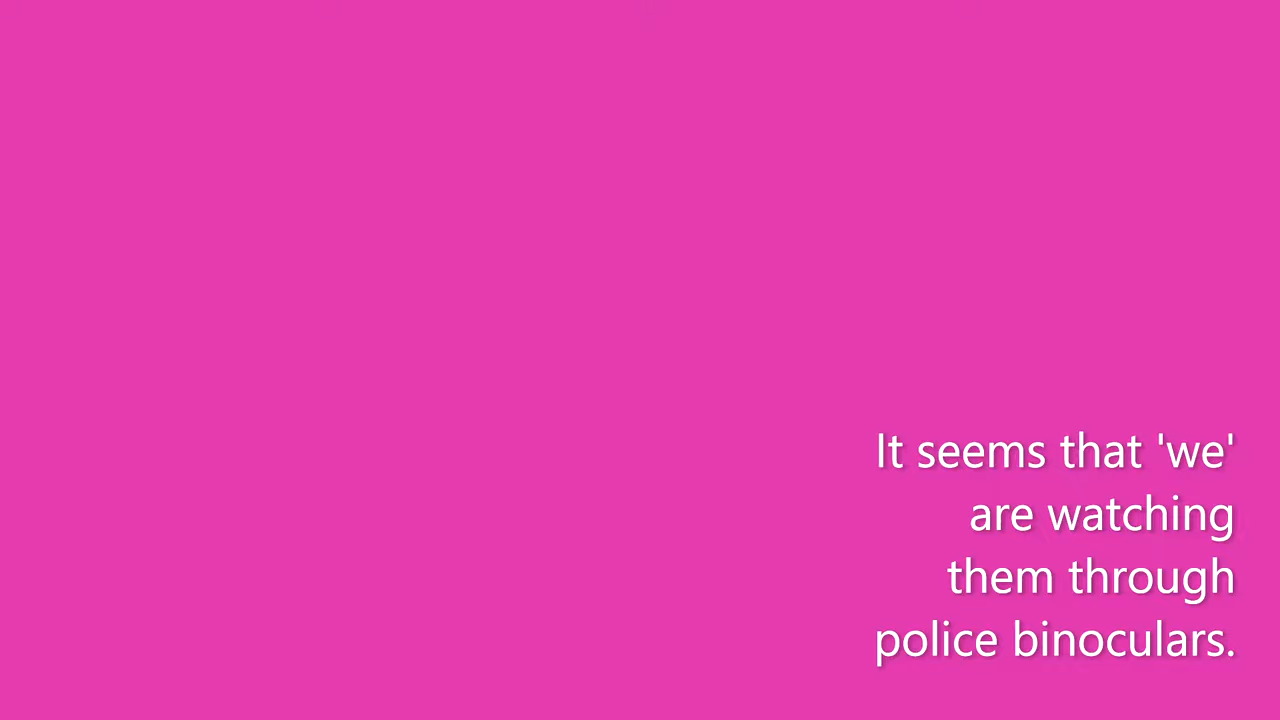 It seems that 'we'
are watching
them through
police binoculars.